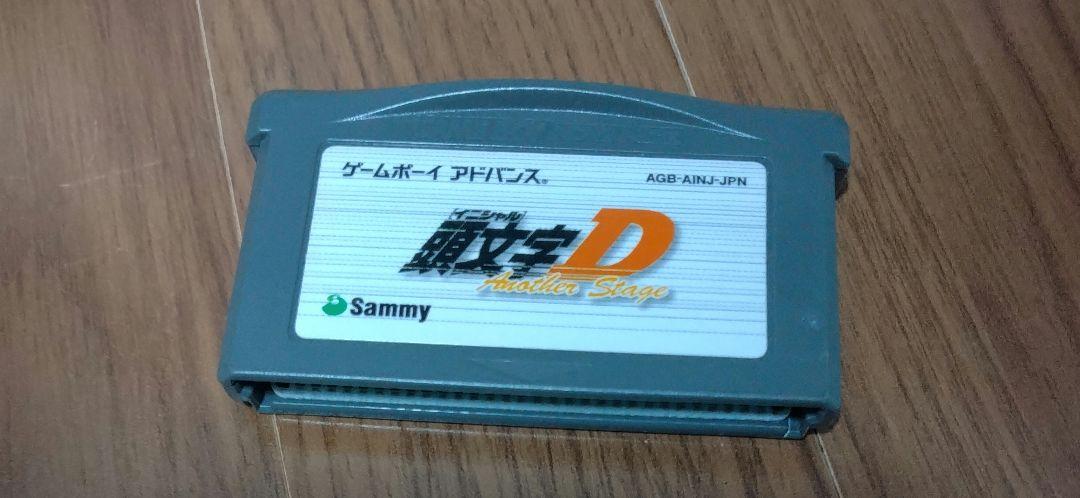 ゲームボーイ アドバンス®
AGB-AINJ-JPN
[イニシャル]
頭文字D
Another Stage
Sammy